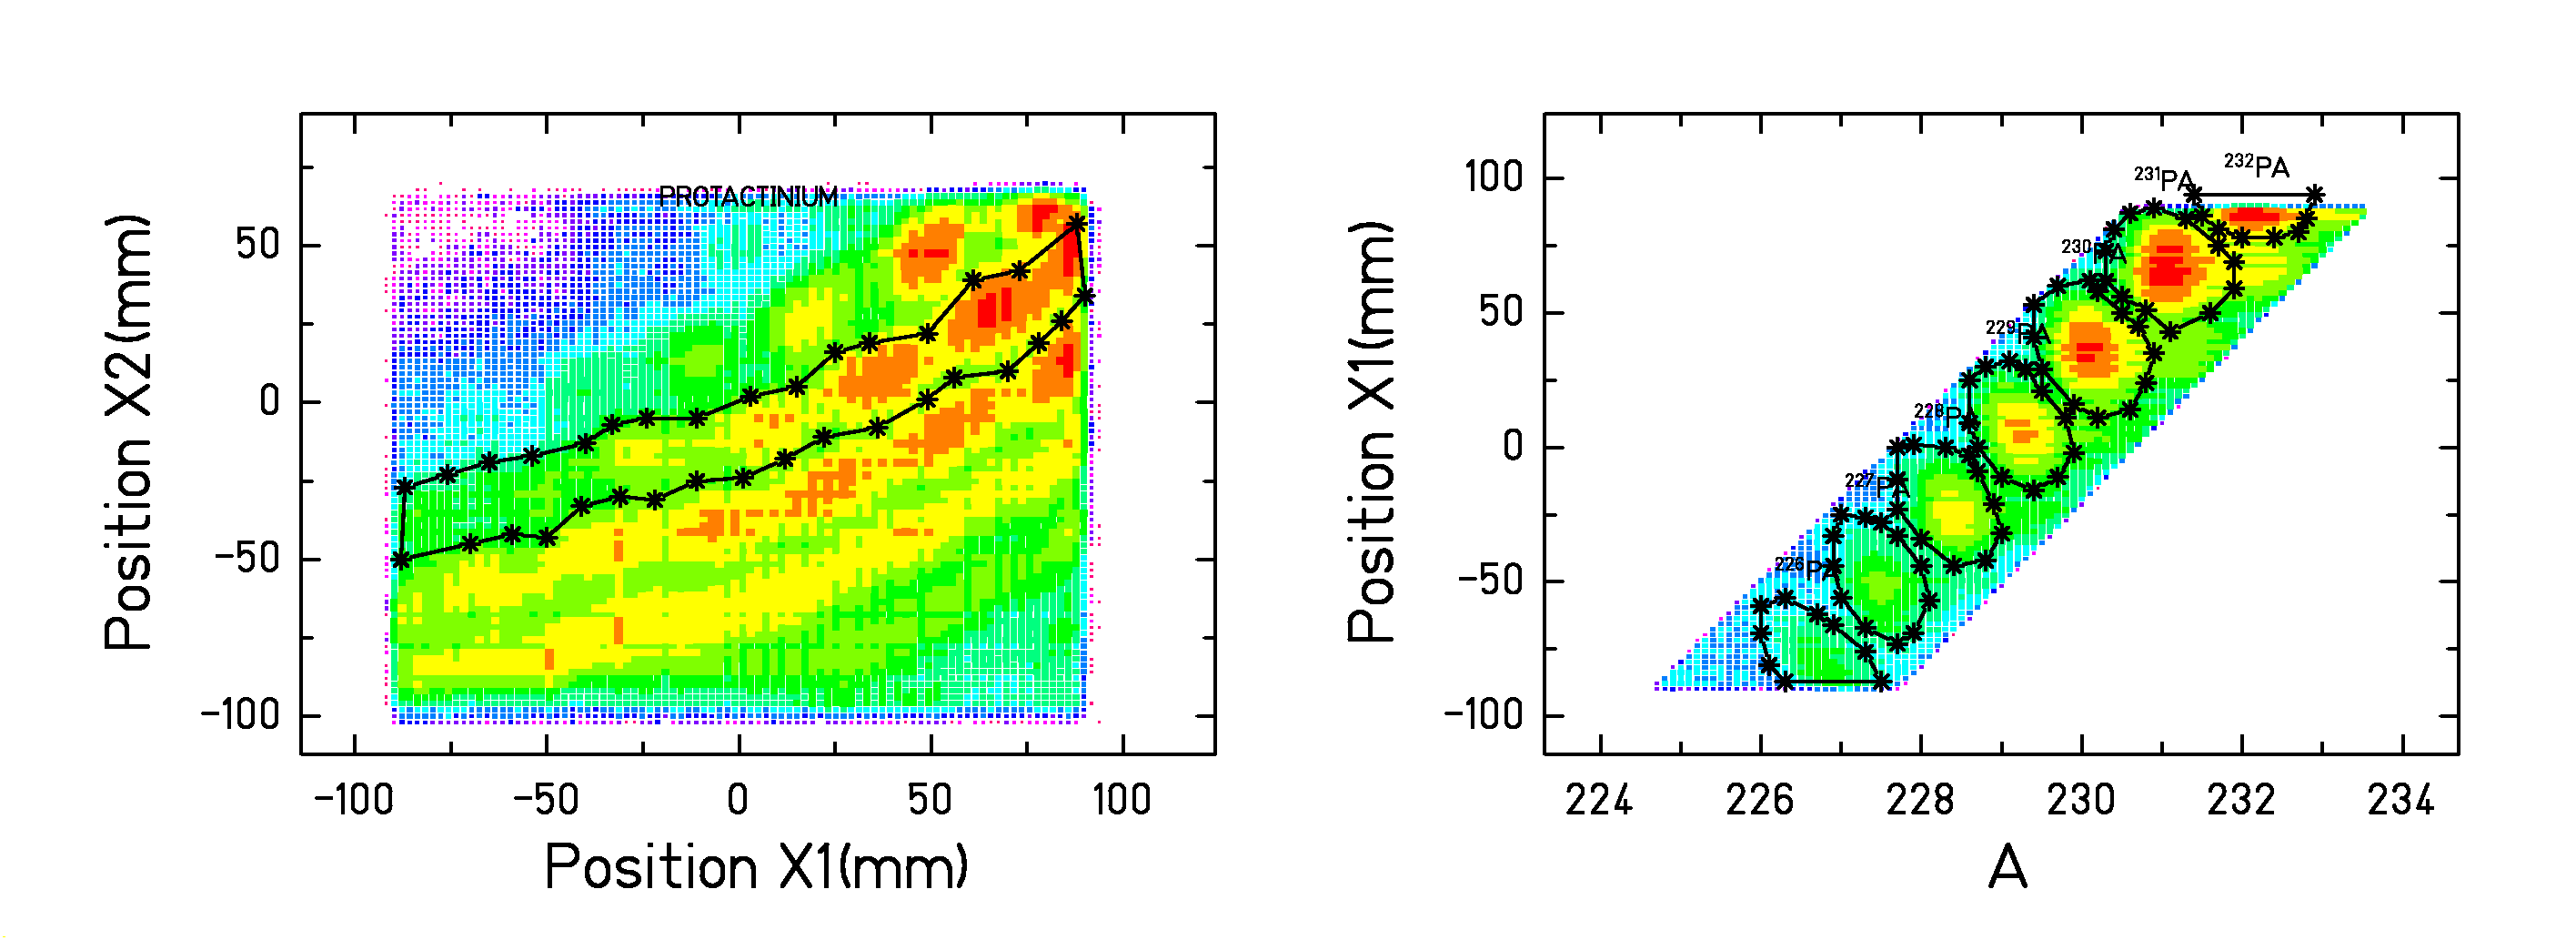 PROTACTINIUM
Position X2(mm)
50
0
-50
-100
-100
-50
0
50
100
Position X1(mm)
232PA
231PA
230PA
229PA
228PA
227PA
226PA
Position X1(mm)
100
50
0
-50
-100
224
226
228
230
232
234
A